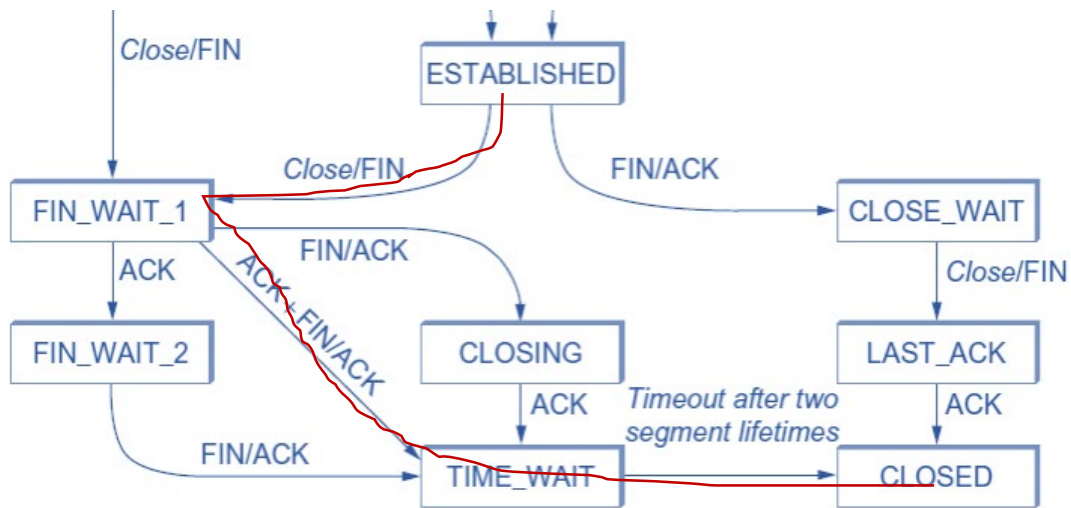 Close/FIN
ESTABLISHED
Close/FIN
FIN/ACK
FIN_WAIT_1
CLOSE_WAIT
FIN/ACK
ACK
ACK + FIN/ACK
Close/FIN
FIN_WAIT_2
CLOSING
LAST_ACK
ACK
Timeout after two
segment lifetimes
ACK
FIN/ACK
TIME_WAIT
CLOSED